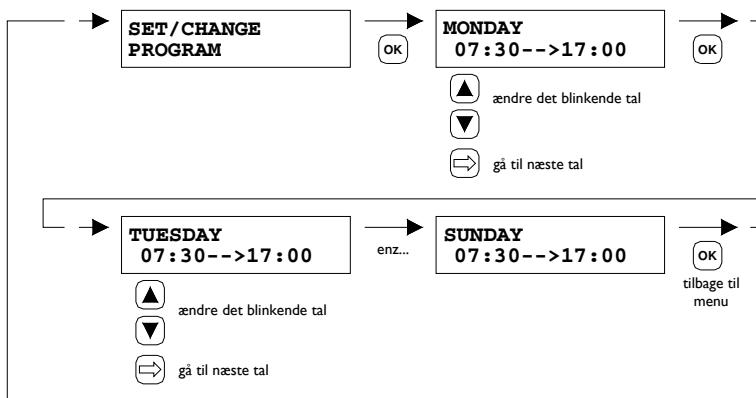 SET/CHANGE
PROGRAM
OK
MONDAY
07:30-->17:00
OK
ændre det blinkende tal
gå til næste tal
TUESDAY
07:30-->17:00
enz...
SUNDAY
07:30-->17:00
OK
tilbage til
menu
ændre det blinkende tal
gå til næste tal